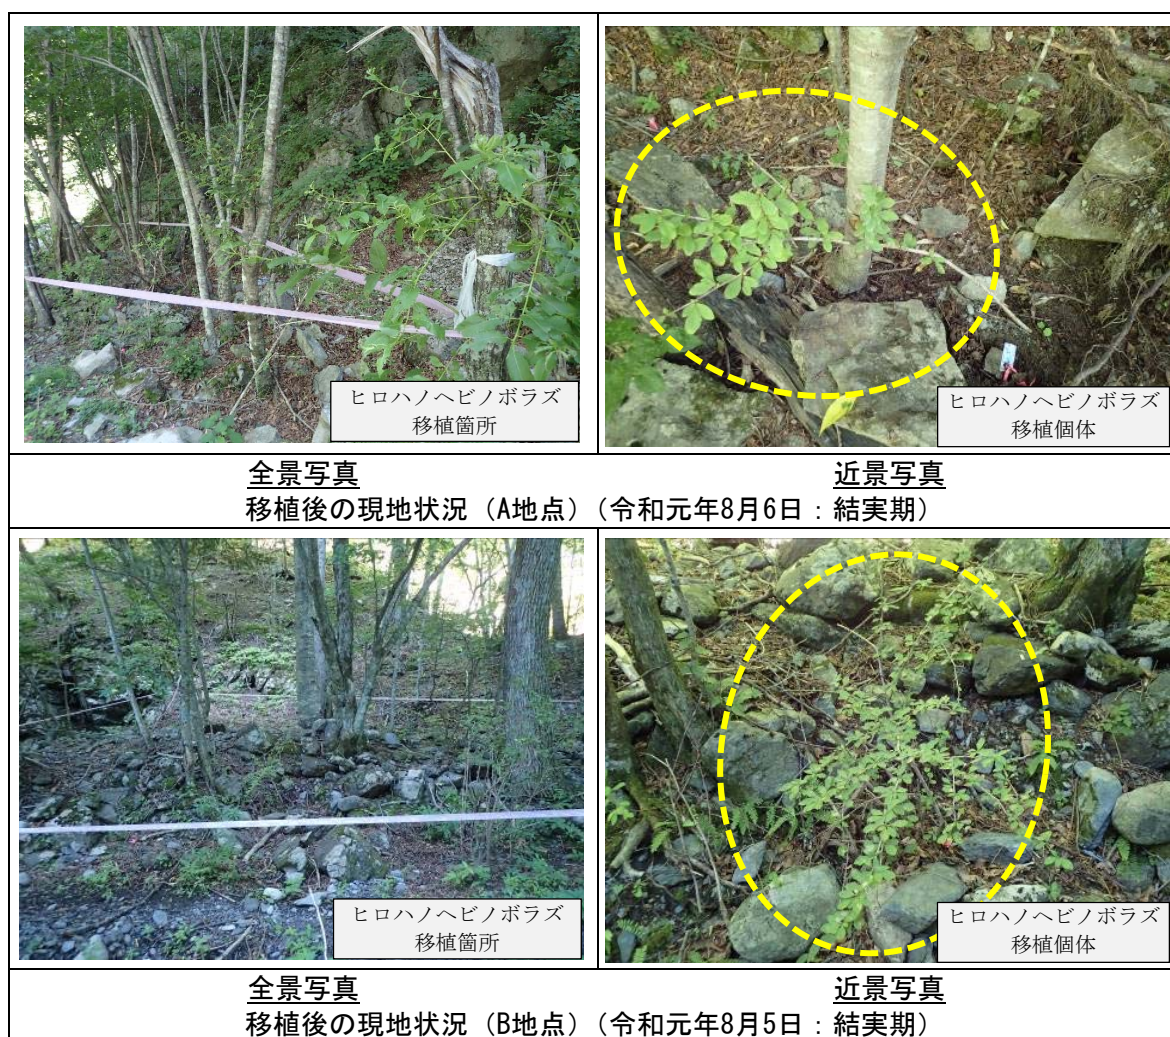 ヒロハノヘビノボラズ
移植箇所
ヒロハノヘビノボラズ
移植個体
全景写真
近景写真
移植後の現地状況（A地点）（令和元年8月6日：結実期）
ヒロハノヘビノボラズ
移植箇所
ヒロハノヘビノボラズ
移植個体
全景写真
近景写真
移植後の現地状況（B地点）（令和元年8月5日：結実期）